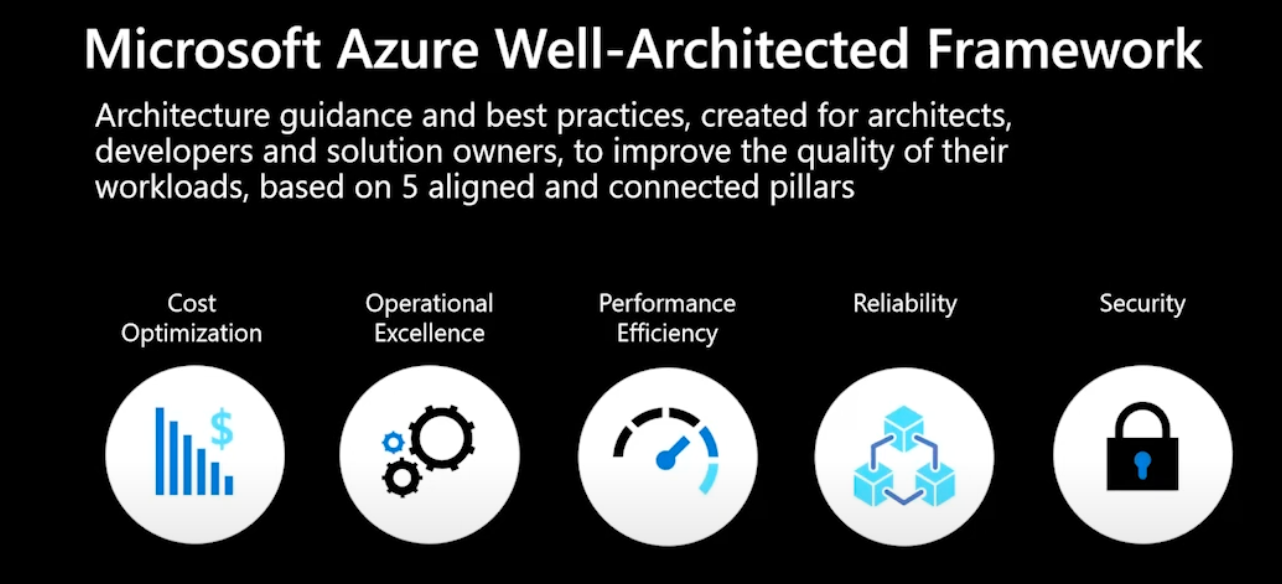 Microsoft Azure Well-Architected Framework
Architecture guidance and best practices, created for architects,
developers and solution owners, to improve the quality of their
workloads, based on 5 aligned and connected pillars
Cost
Optimization
Operational
Excellence
Performance
Efficiency
Reliability
Security
$